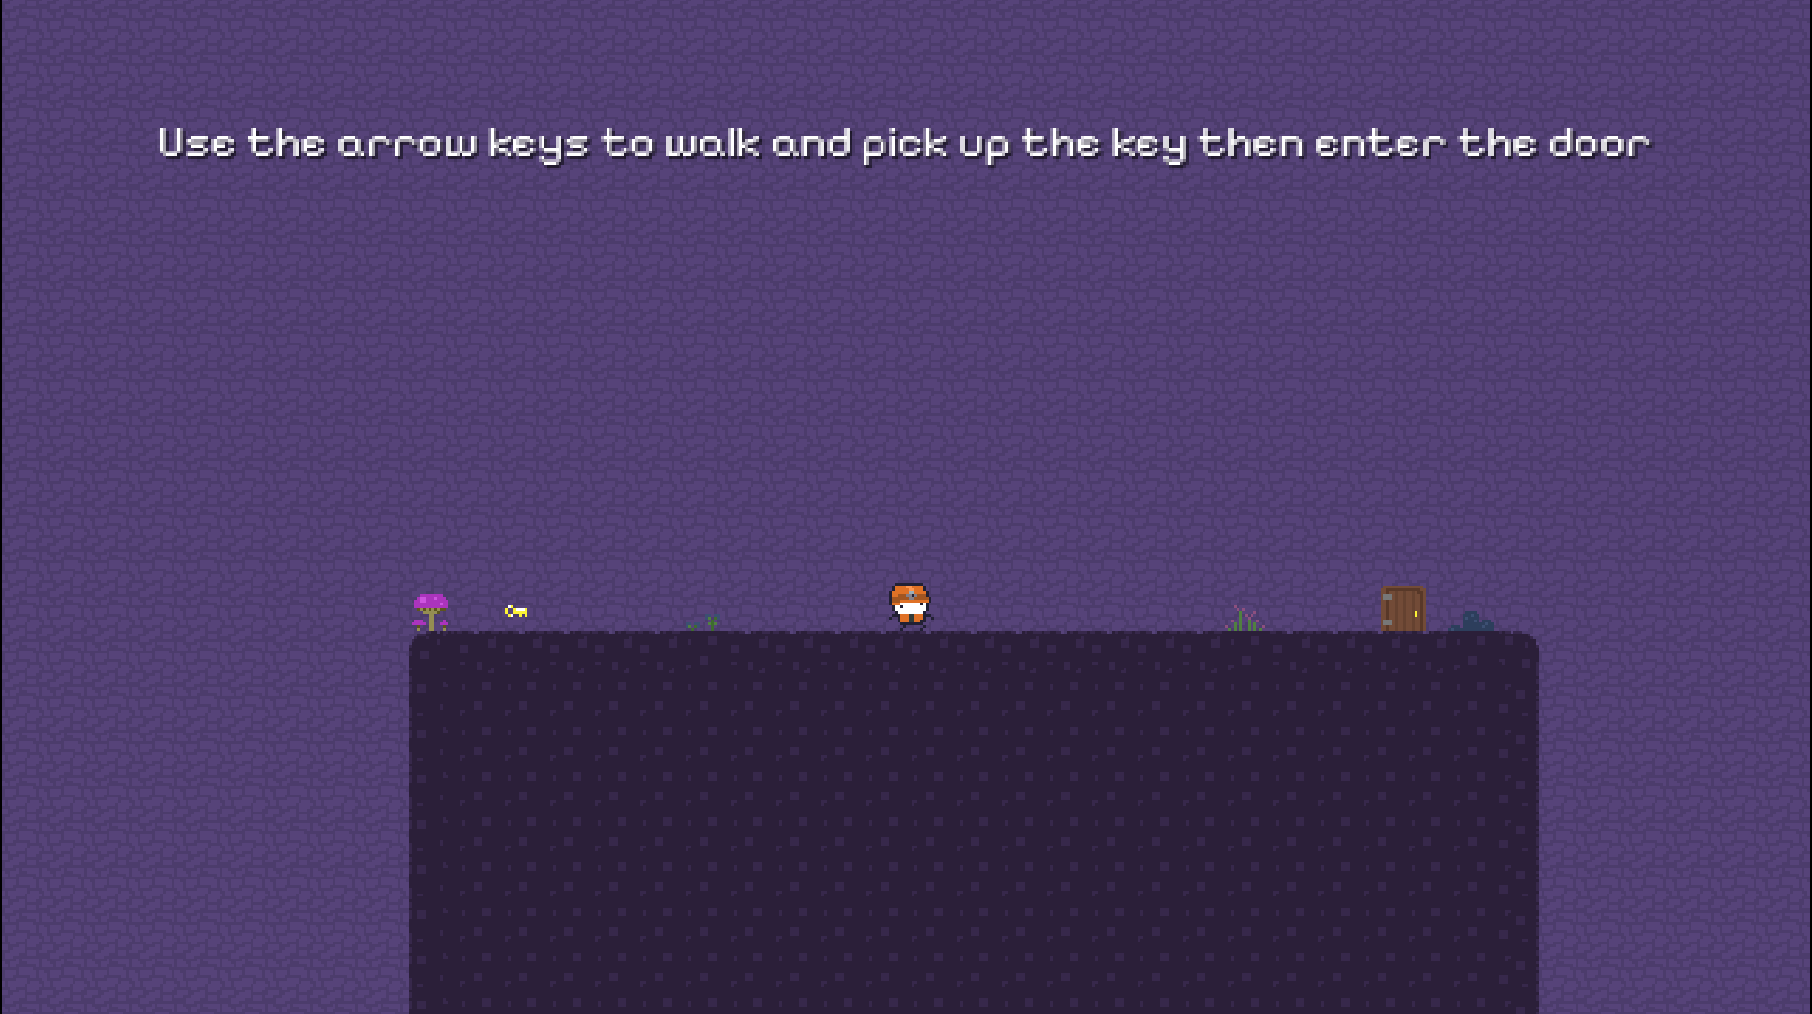 Use the arrow keys to walk and pick up the key then enter the door